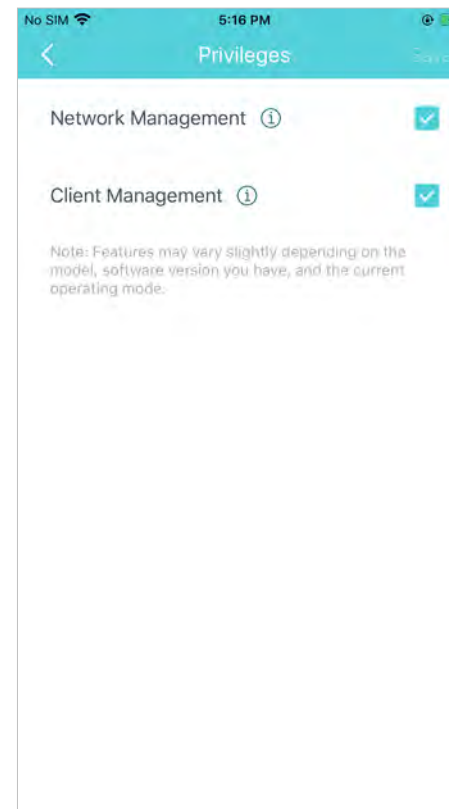 No SIM 5:16 PM
Privileges Save
Network Management
Client Management
Note: Features may vary slightly depending on the
model, software version you have, and the current
operating mode.